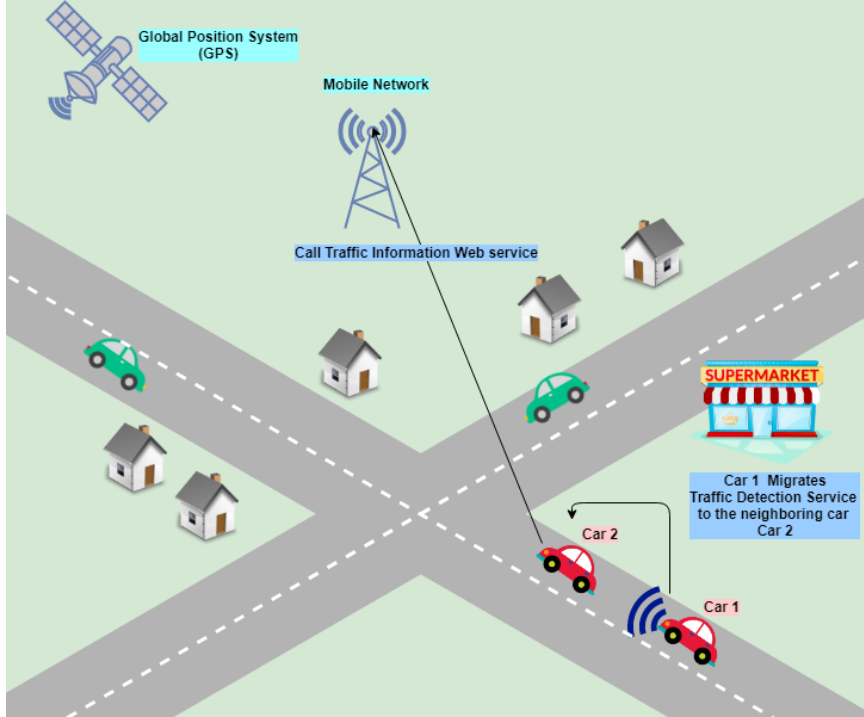 Global Position System
(GPS)
Mobile Network
Call Traffic Information Web service
SUPERMARKET
Car 1 Migrates
Traffic Detection Service
to the neighboring car
Car 2
Car 2
Car 1